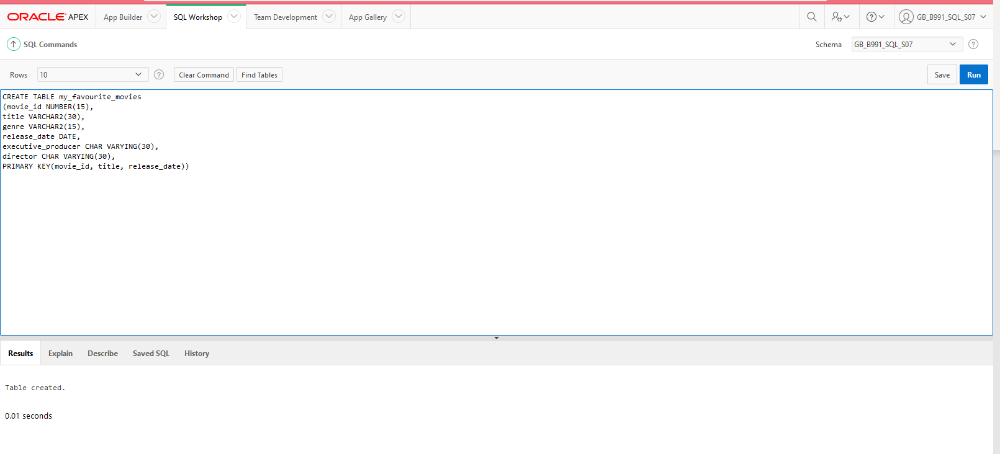 ORACLE APEX App Builder SQL Workshop Team Development App Gallery GB_B991_SQL_S07
SQL Commands Schema GB_B991_SQL_S07
Rows 10 Clear Command Find Tables Save Run
CREATE TABLE my_favourite_movies
(movie_id NUMBER(15),
title VARCHAR2(30),
genre VARCHAR2(15),
release_date DATE,
executive_producer CHAR VARYING(30),
director CHAR VARYING(30),
PRIMARY KEY(movie_id, title, release_date))
Results Explain Describe Saved SQL History
Table created.
0.01 seconds